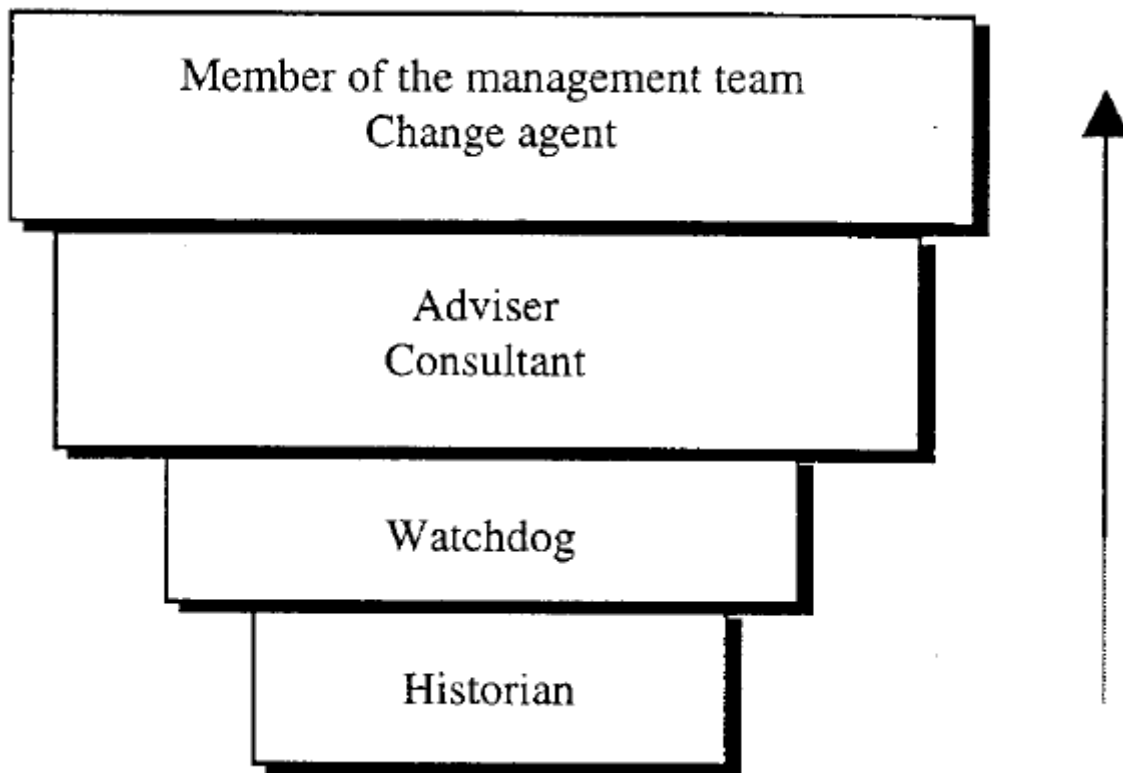 Member of the management team
Change agent
Adviser
Consultant
Watchdog
Historian